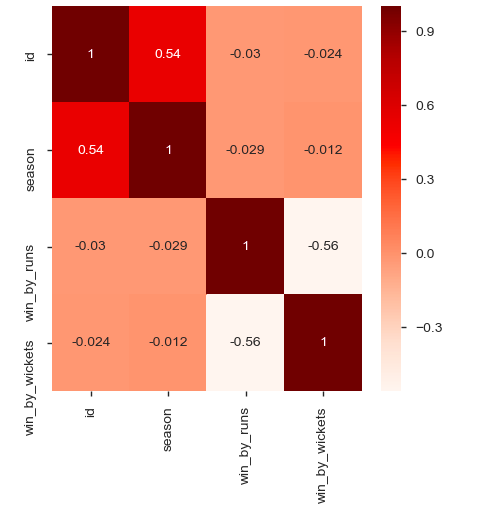 id
1
0.54
-0.03
-0.024
season
0.54
1
-0.029
-0.012
win_by_runs
-0.03
-0.029
1
-0.56
win_by_wickets
-0.024
-0.012
-0.56
1
id
season
win_by_runs
win_by_wickets
0.9
0.6
0.3
0.0
−0.3